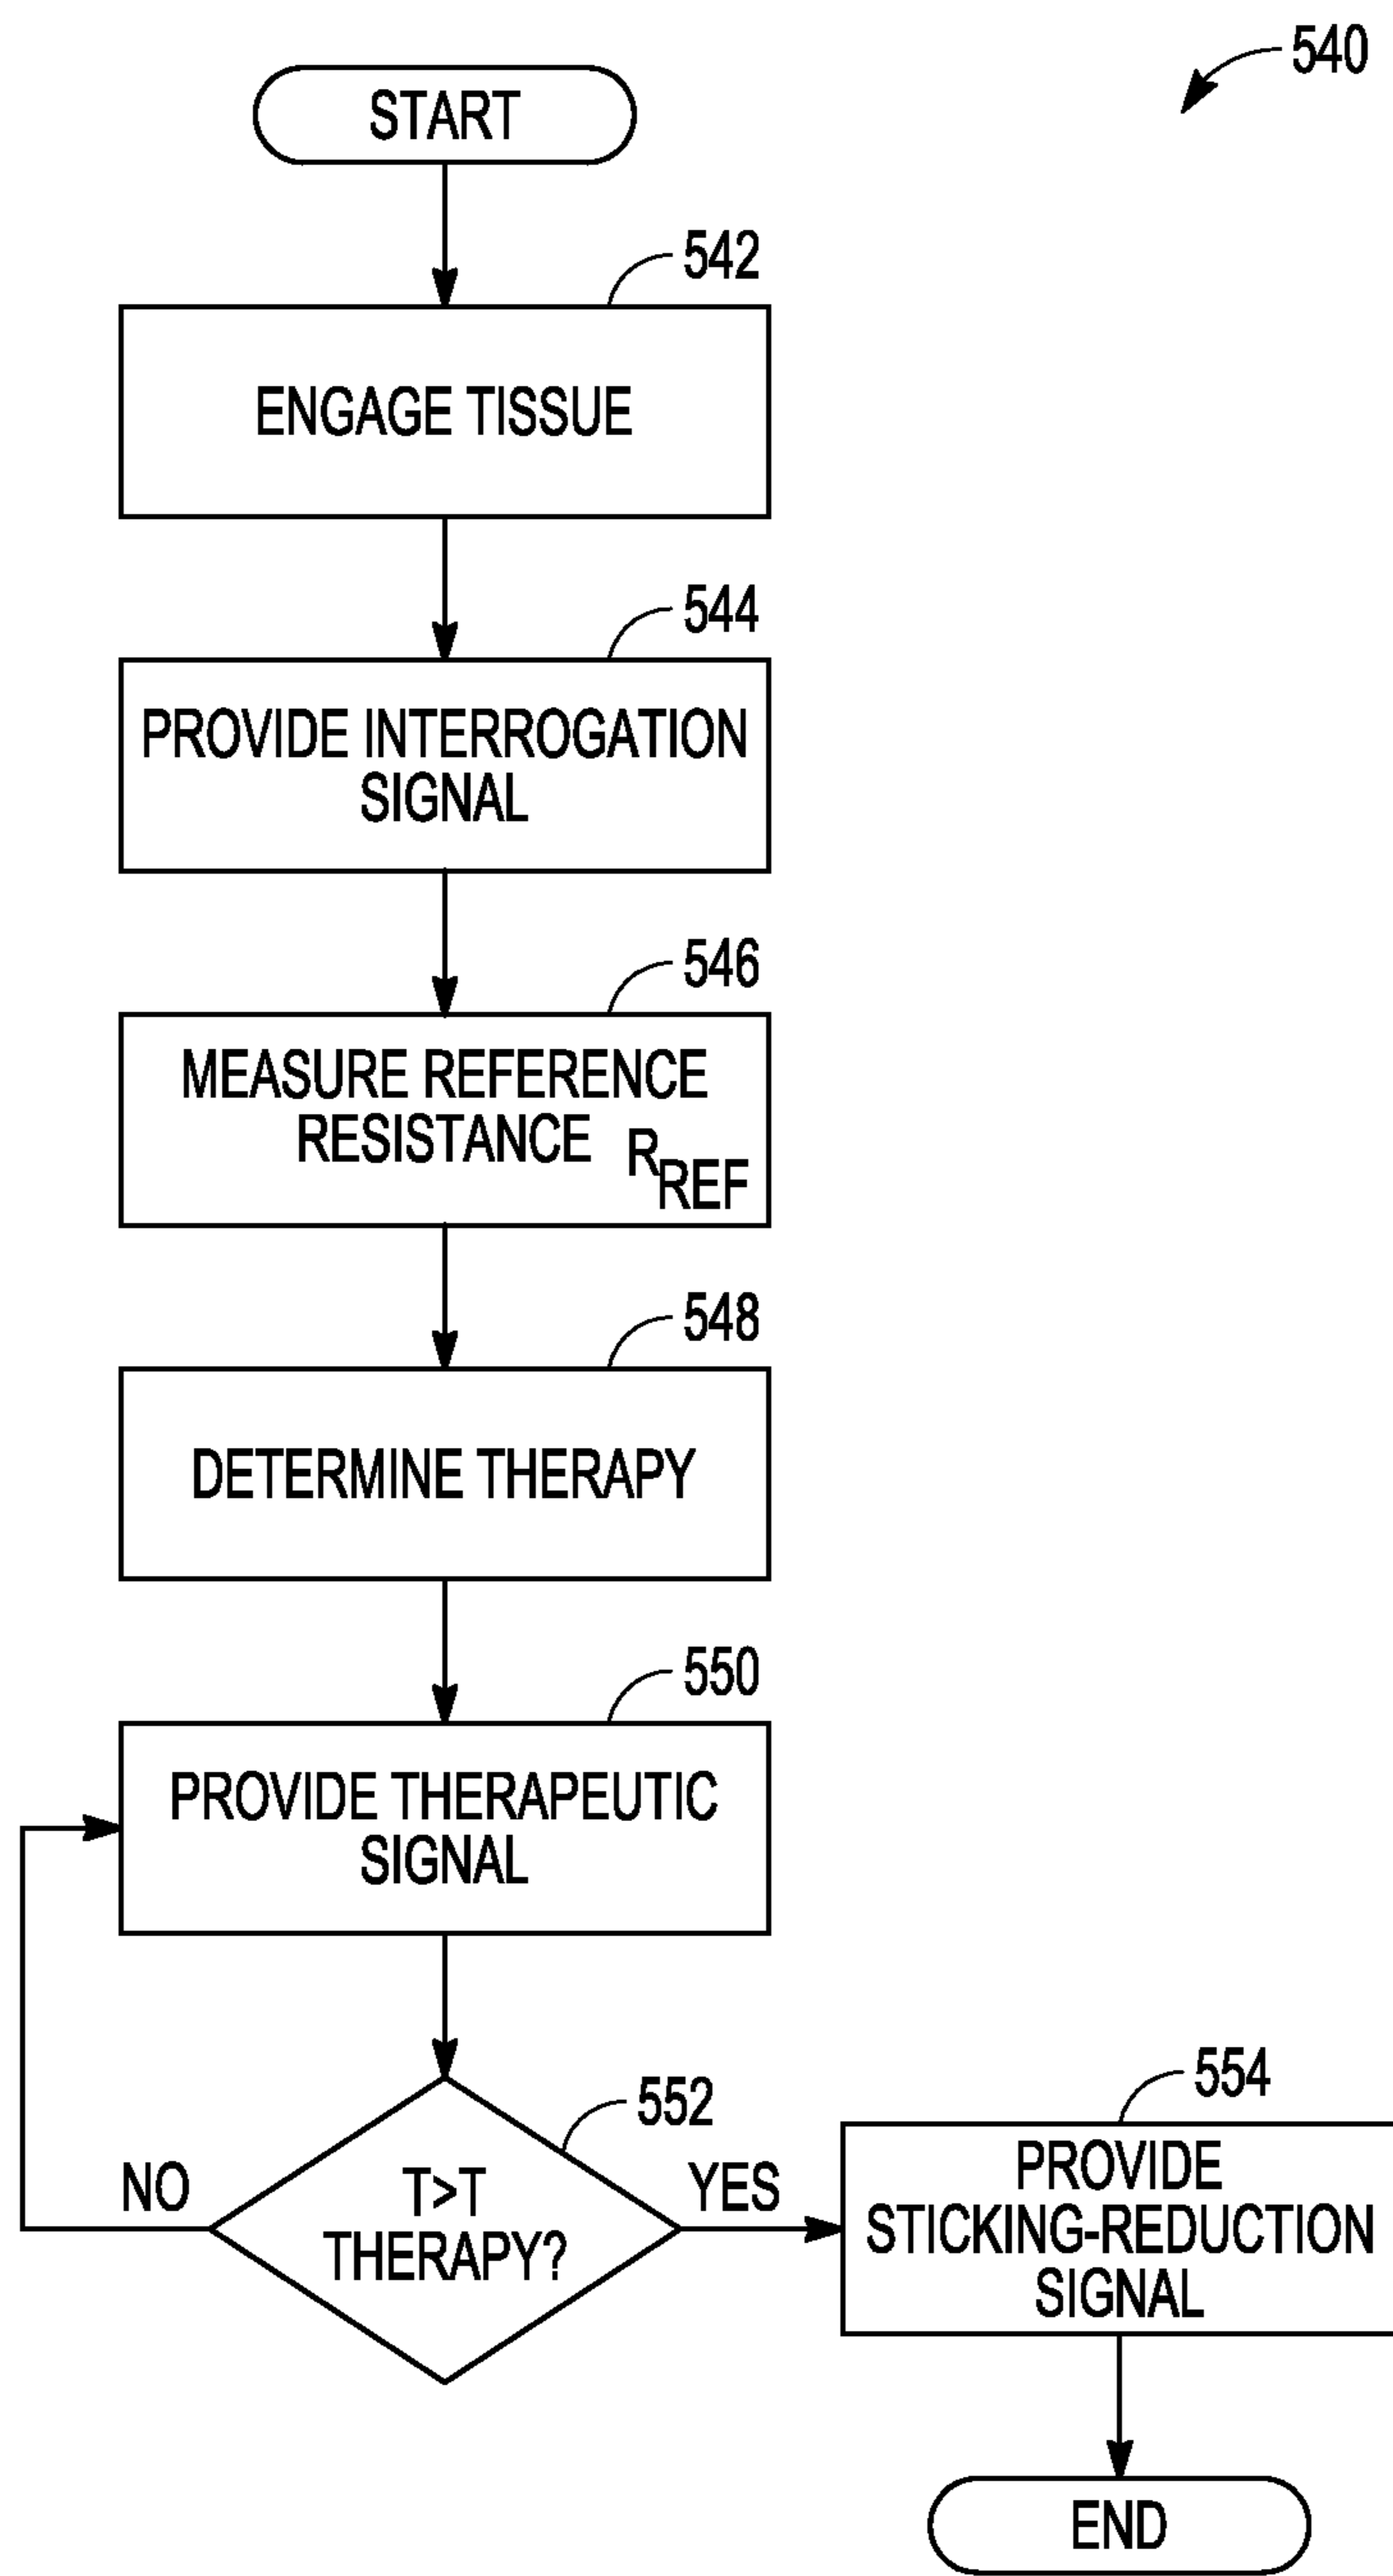 540
START
542
ENGAGE TISSUE
544
PROVIDE INTERROGATION
SIGNAL
546
MEASURE REFERENCE
RESISTANCE R_REF
548
DETERMINE THERAPY
550
PROVIDE THERAPEUTIC
SIGNAL
552
T>T
THERAPY?
NO
YES
554
PROVIDE
STICKING-REDUCTION
SIGNAL
END